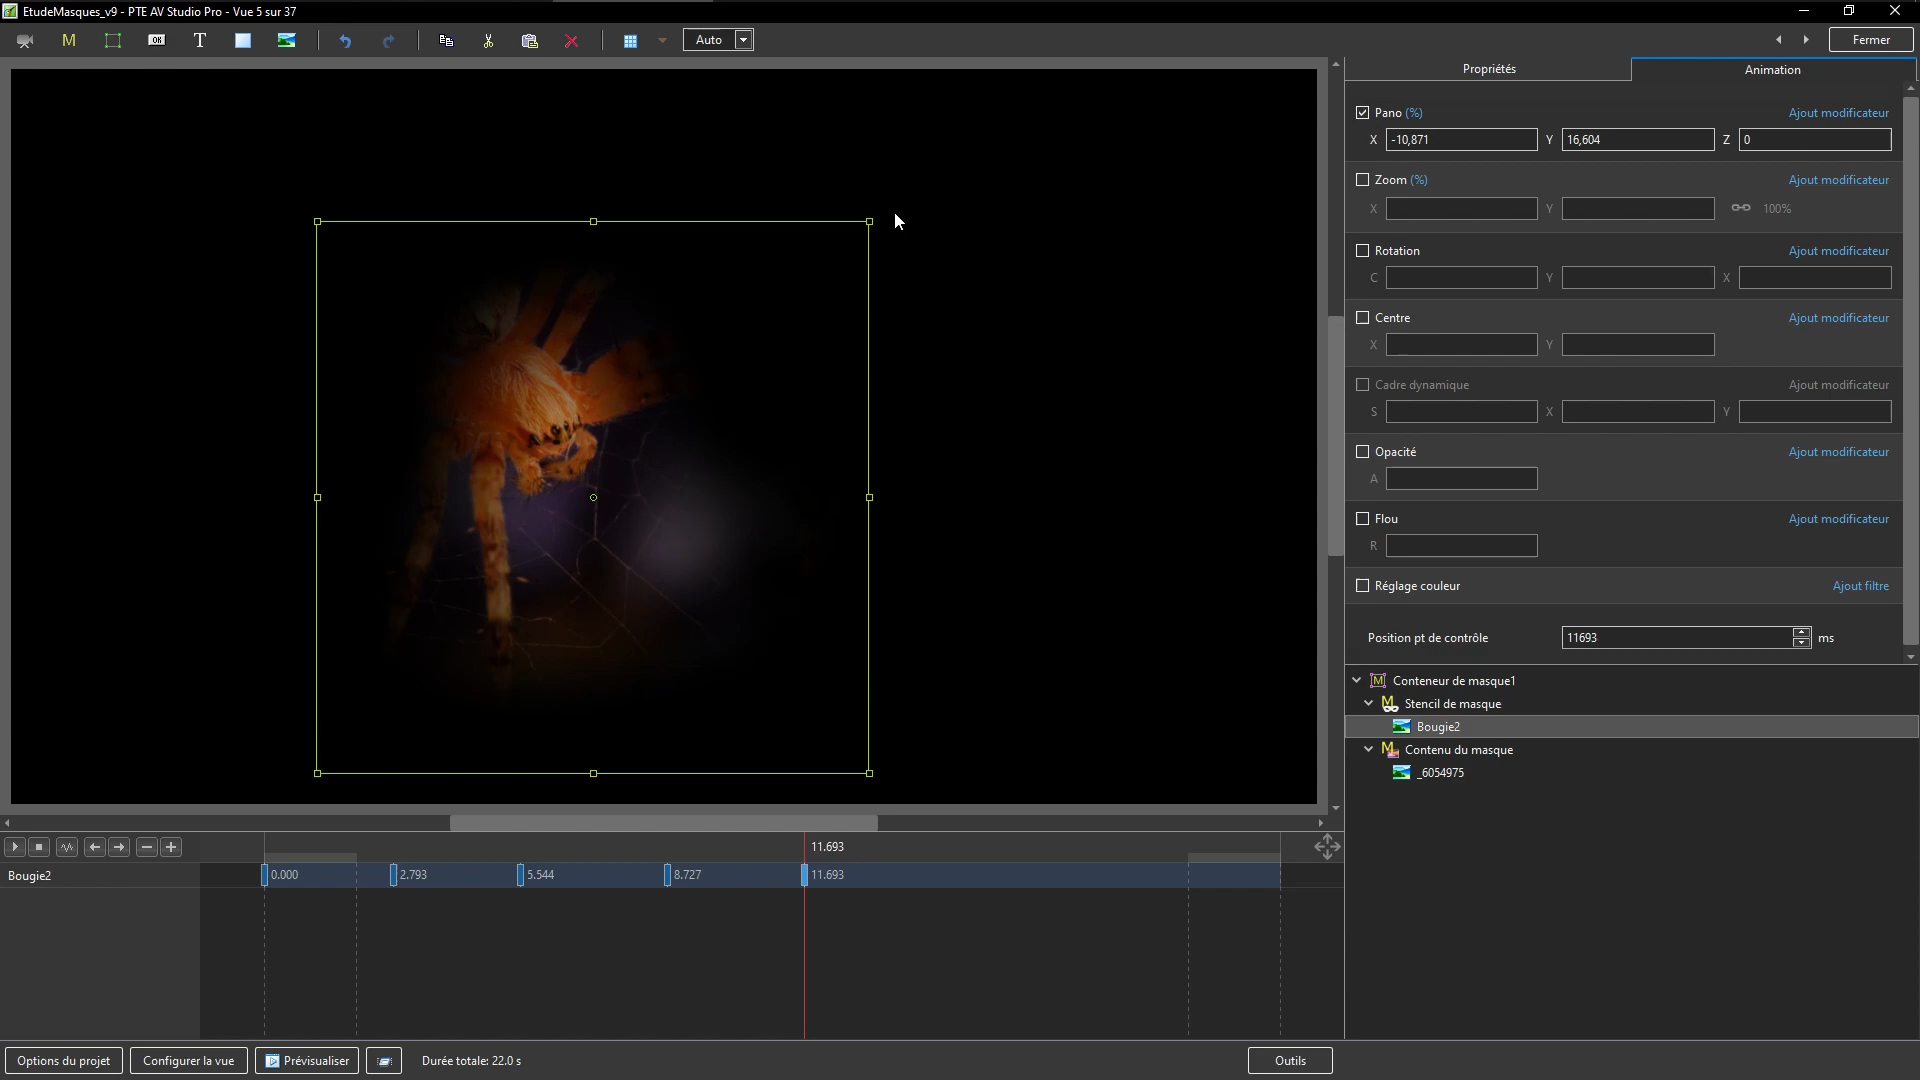 EtudeMasques_v9 - PTE AV Studio Pro - Vue 5 sur 37
M OK T Auto Fermer
Propriétés Animation
Pano (%) Ajout modificateur
X -10,871 Y 16,604 Z 0
Zoom (%) Ajout modificateur
X Y 100%
Rotation Ajout modificateur
C Y X
Centre Ajout modificateur
X Y
Cadre dynamique Ajout modificateur
S X Y
Opacité Ajout modificateur
A
Flou Ajout modificateur
R
Réglage couleur Ajout filtre
Position pt de contrôle 11693 ms
M Conteneur de masque1
M Stencil de masque
Bougie2
M Contenu du masque
_6054975
11.693
Bougie2 0.000 2.793 5.544 8.727 11.693
Options du projet Configurer la vue Prévisualiser Durée totale: 22.0 s Outils